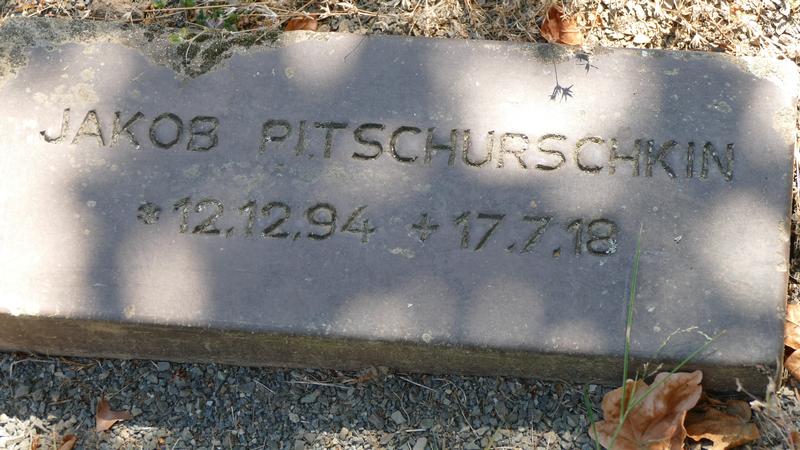 JAKOB PITSCHURSCHKIN
* 12.12.94 + 17.7.18